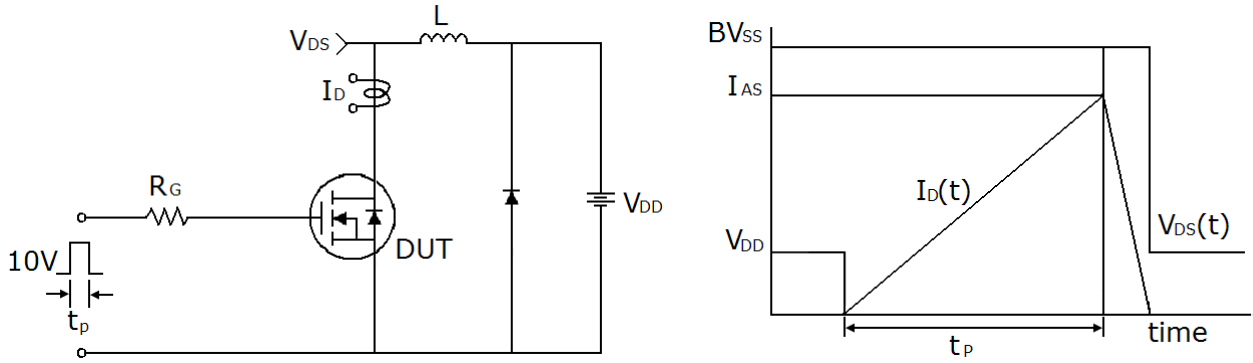 L
VDS
ID
RG
VDD
DUT
10V
tp
BVSS
IAS
ID(t)
VDD
VDS(t)
time
tP